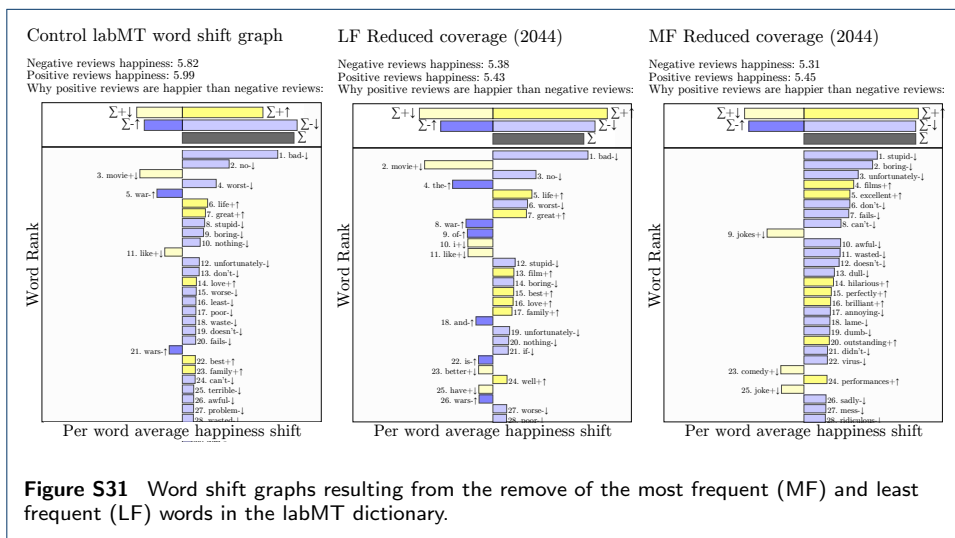 Control labMT word shift graph
Negative reviews happiness: 5.82
Positive reviews happiness: 5.99
Why positive reviews are happier than negative reviews:
Σ+↓
Σ+↑
Σ-↑
Σ-↓
Σ
1. bad-↓
2. no-↓
3. movie+↓
4. worst-↓
5. war-↑
6. life+↑
7. great+↑
8. stupid-↓
9. boring-↓
10. nothing-↓
11. like+↓
12. unfortunately-↓
13. don't-↓
14. love+↑
15. worse-↓
16. least-↓
17. poor-↓
18. waste-↓
19. doesn't-↓
20. fails-↓
21. wars-↑
22. best+↑
23. family+↑
24. can't-↓
25. terrible-↓
26. awful-↓
27. problem-↓
28. wasted-↓
Word Rank
Per word average happiness shift
LF Reduced coverage (2044)
Negative reviews happiness: 5.38
Positive reviews happiness: 5.43
Why positive reviews are happier than negative reviews:
Σ+↓
Σ+↑
Σ-↑
Σ-↓
Σ
1. bad-↓
2. movie+↓
3. no-↓
4. the-↑
5. life+↑
6. worst-↓
7. great+↑
8. war-↑
9. of-↑
10. i+↓
11. like+↓
12. stupid-↓
13. film+↑
14. boring-↓
15. best+↑
16. love+↑
17. family+↑
18. and-↑
19. unfortunately-↓
20. nothing-↓
21. if-↓
22. is-↑
23. better+↓
24. well+↑
25. have+↓
26. wars-↑
27. worse-↓
28. poor-↓
Word Rank
Per word average happiness shift
MF Reduced coverage (2044)
Negative reviews happiness: 5.31
Positive reviews happiness: 5.45
Why positive reviews are happier than negative reviews:
Σ+↓
Σ+↑
Σ-↑
Σ-↓
Σ
1. stupid-↓
2. boring-↓
3. unfortunately-↓
4. films+↑
5. excellent+↑
6. don't-↓
7. fails-↓
8. can't-↓
9. jokes+↓
10. awful-↓
11. wasted-↓
12. doesn't-↓
13. dull-↓
14. hilarious+↑
15. perfectly+↑
16. brilliant+↑
17. annoying-↓
18. lame-↓
19. dumb-↓
20. outstanding+↑
21. didn't-↓
22. virus-↓
23. comedy+↓
24. performances+↑
25. joke+↓
26. sadly-↓
27. mess-↓
28. ridiculous-↓
Word Rank
Per word average happiness shift
Figure S31 Word shift graphs resulting from the remove of the most frequent (MF) and least
frequent (LF) words in the labMT dictionary.